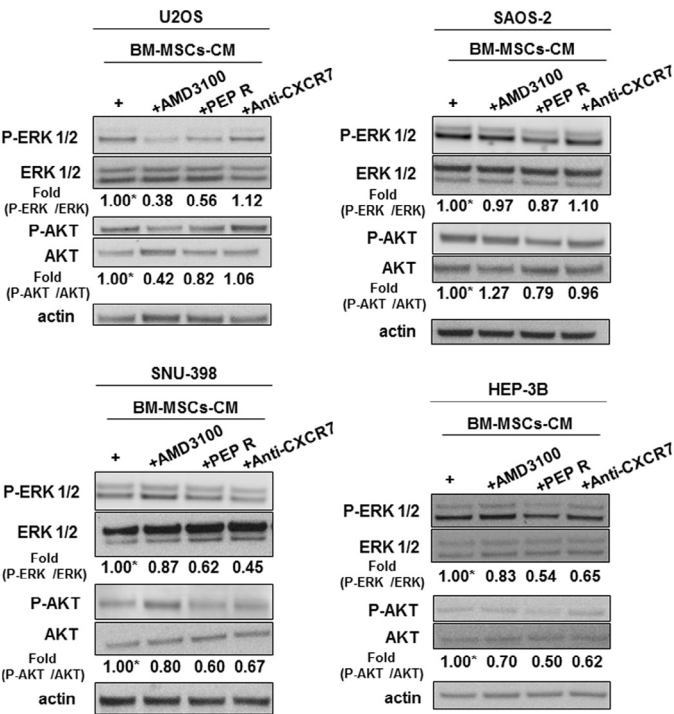 U2OS
BM-MSCs-CM
+ +AMD3100 +PEP R +Anti-CXCR7
P-ERK 1/2
ERK 1/2
Fold
(P-ERK /ERK) 1.00* 0.38 0.56 1.12
P-AKT
AKT
Fold
(P-AKT /AKT) 1.00* 0.42 0.82 1.06
actin
SAOS-2
BM-MSCs-CM
+ +AMD3100 +PEP R +Anti-CXCR7
P-ERK 1/2
ERK 1/2
Fold
(P-ERK /ERK) 1.00* 0.97 0.87 1.10
P-AKT
AKT
Fold
(P-AKT /AKT) 1.00* 1.27 0.79 0.96
actin
SNU-398
BM-MSCs-CM
+ +AMD3100 +PEP R +Anti-CXCR7
P-ERK 1/2
ERK 1/2
Fold
(P-ERK /ERK) 1.00* 0.87 0.62 0.45
P-AKT
AKT
Fold
(P-AKT /AKT) 1.00* 0.80 0.60 0.67
actin
HEP-3B
BM-MSCs-CM
+ +AMD3100 +PEP R +Anti-CXCR7
P-ERK 1/2
ERK 1/2
Fold
(P-ERK /ERK) 1.00* 0.83 0.54 0.65
P-AKT
AKT
Fold
(P-AKT /AKT) 1.00* 0.70 0.50 0.62
actin